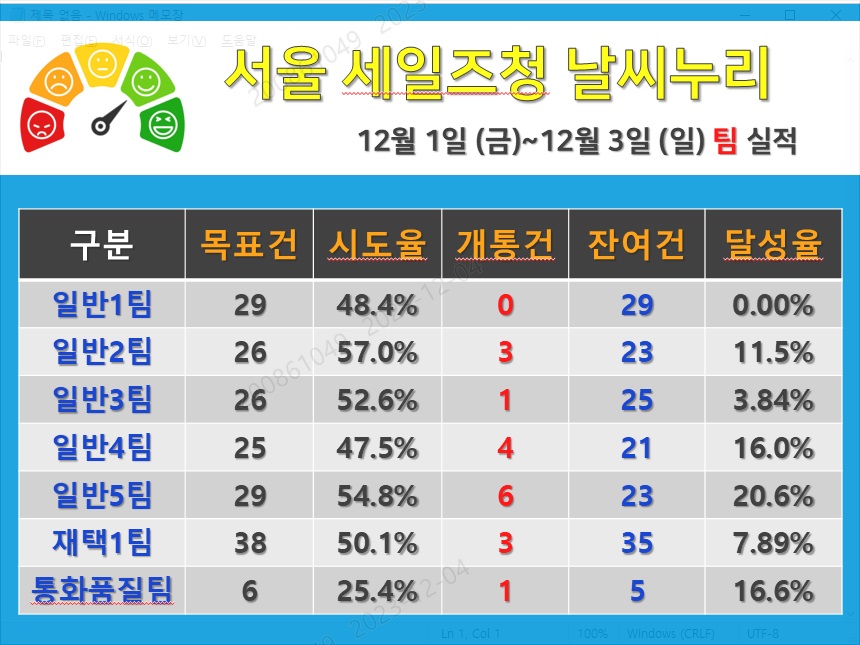 제목 없음 - Windows 메모장
파일(F) 편집(E) 서식(O) 보기(V) 도움말
서울 세일즈청 날씨누리
12월 1일 (금)~12월 3일 (일) 팀 실적
구분 목표건 시도율 개통건 잔여건 달성율
일반1팀 29 48.4% 0 29 0.00%
일반2팀 26 57.0% 3 23 11.5%
일반3팀 26 52.6% 1 25 3.84%
일반4팀 25 47.5% 4 21 16.0%
일반5팀 29 54.8% 6 23 20.6%
재택1팀 38 50.1% 3 35 7.89%
통화품질팀 6 25.4% 1 5 16.6%
Ln 1, Col 1 100% Windows (CRLF) UTF-8